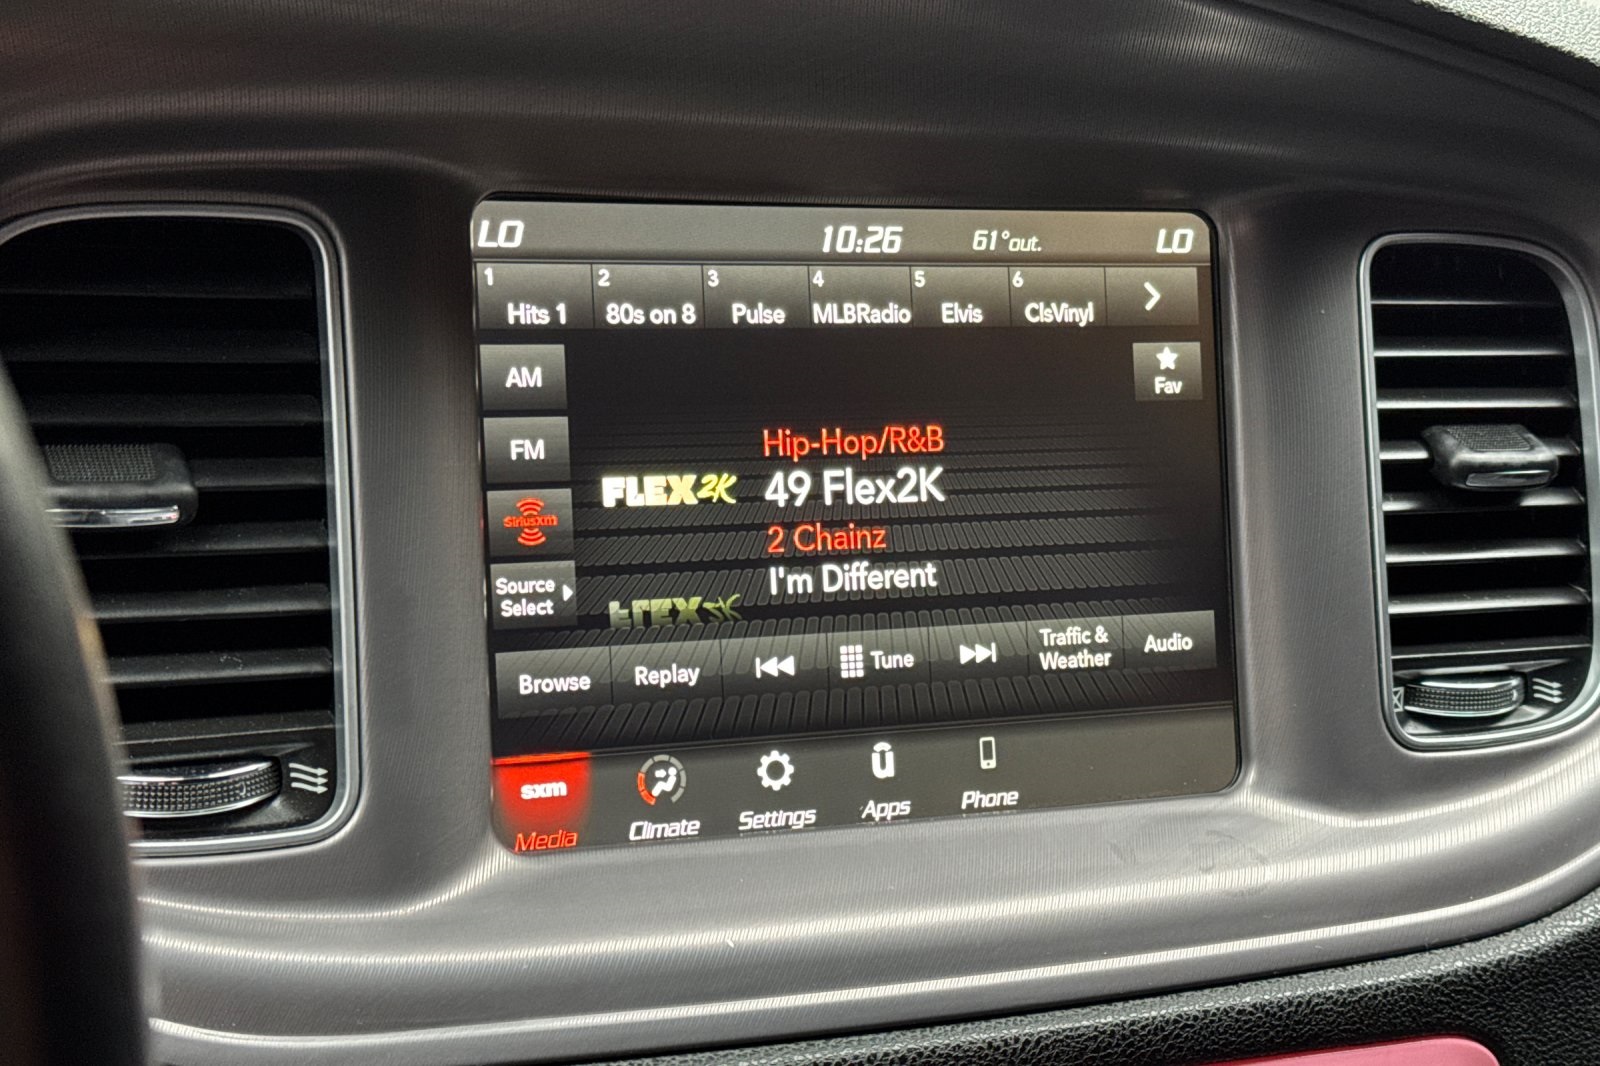 LO 10:26 61°out. LO
1 2 3 4 5 6
Hits 1 80s on 8 Pulse MLBRadio Elvis ClsVinyl
AM
Fav
FM
Hip-Hop/R&B
FLEX2K 49 Flex2K
SiriusXM
2 Chainz
I'm Different
Source
Select
FLEX2K
Browse Replay Tune Traffic &
Weather Audio
sxm
Media Climate Settings Apps Phone